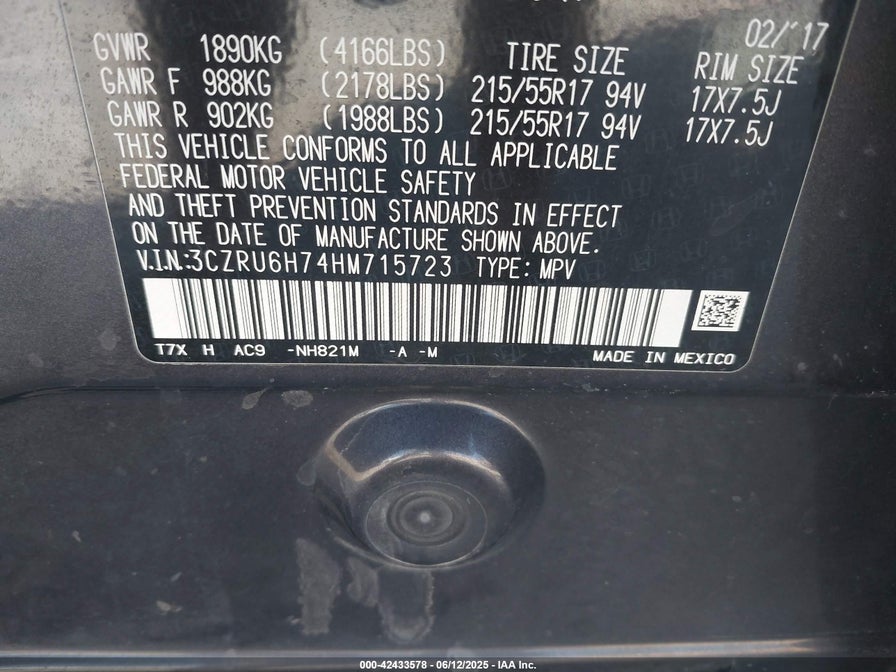 02/'17
GVWR 1890KG (4166LBS) TIRE SIZE RIM SIZE
GAWR F 988KG (2178LBS) 215/55R17 94V 17X7.5J
GAWR R 902KG (1988LBS) 215/55R17 94V 17X7.5J
THIS VEHICLE CONFORMS TO ALL APPLICABLE
FEDERAL MOTOR VEHICLE SAFETY
AND THEFT PREVENTION STANDARDS IN EFFECT
ON THE DATE OF MANUFACTURE SHOWN ABOVE.
V.I.N.:3CZRU6H74HM715723 TYPE: MPV
T7X H AC9 -NH821M -A -M MADE IN MEXICO
000-42433578 - 06/12/2025 - IAA Inc.